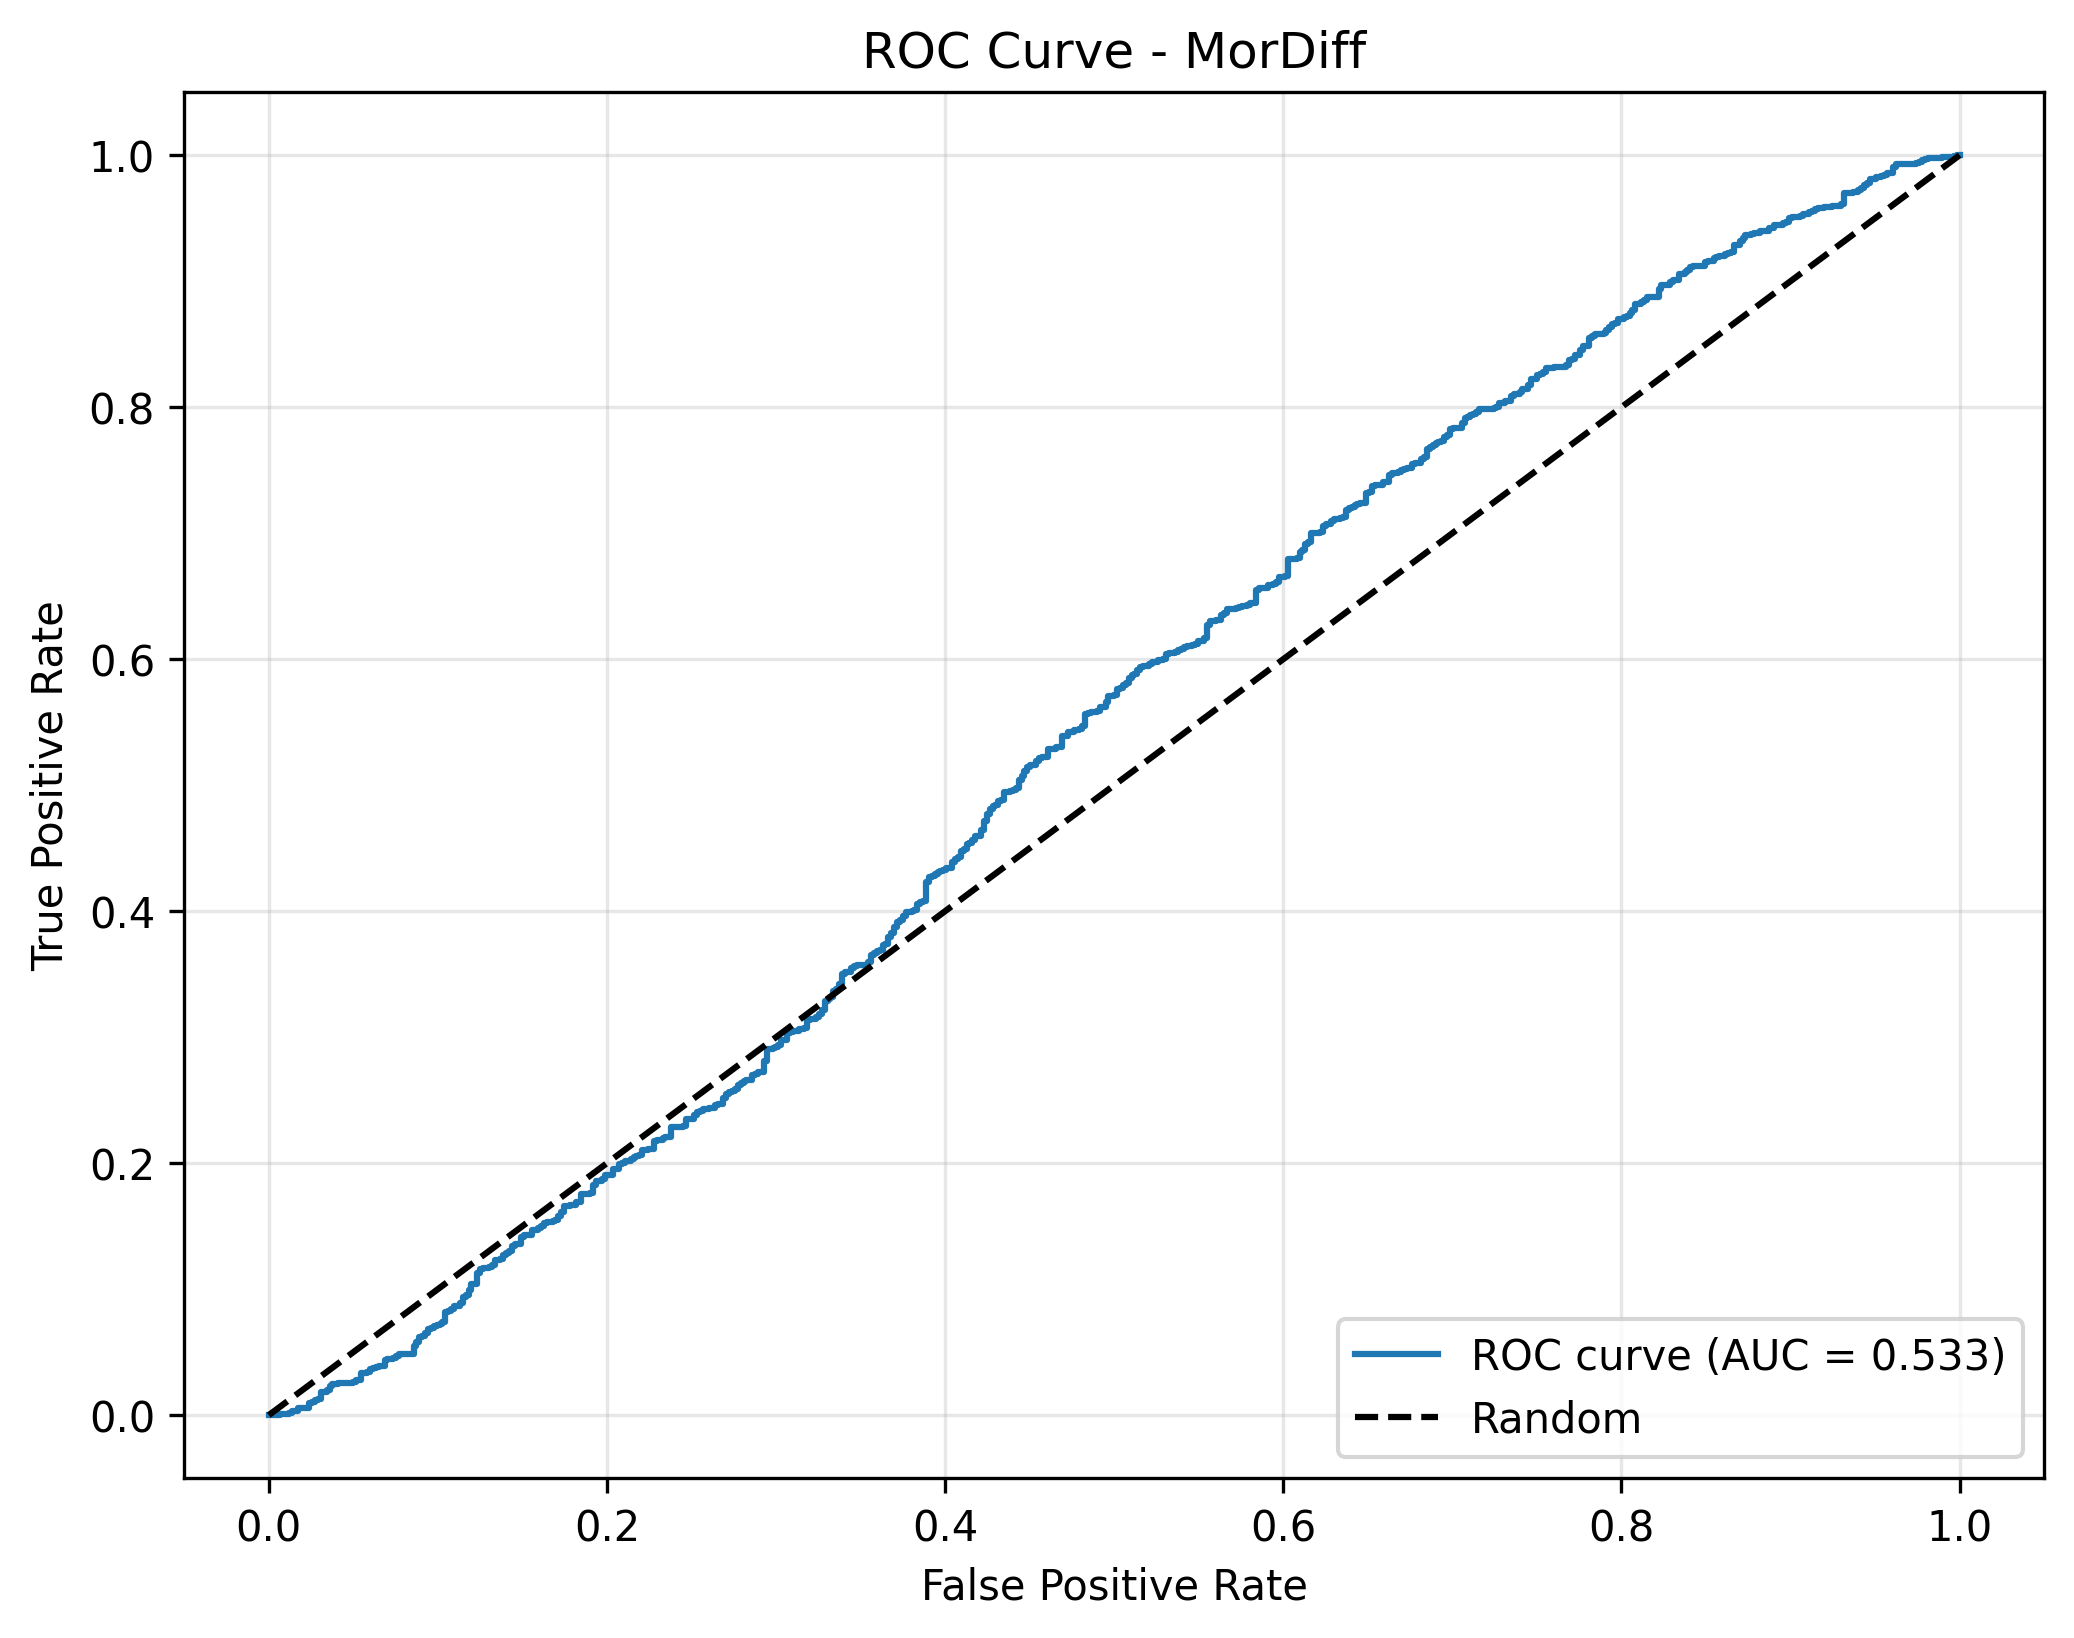 ROC Curve - MorDiff
True Positive Rate
1.0
0.8
0.6
0.4
0.2
0.0
ROC curve (AUC = 0.533)
Random
0.0 0.2 0.4 0.6 0.8 1.0
False Positive Rate